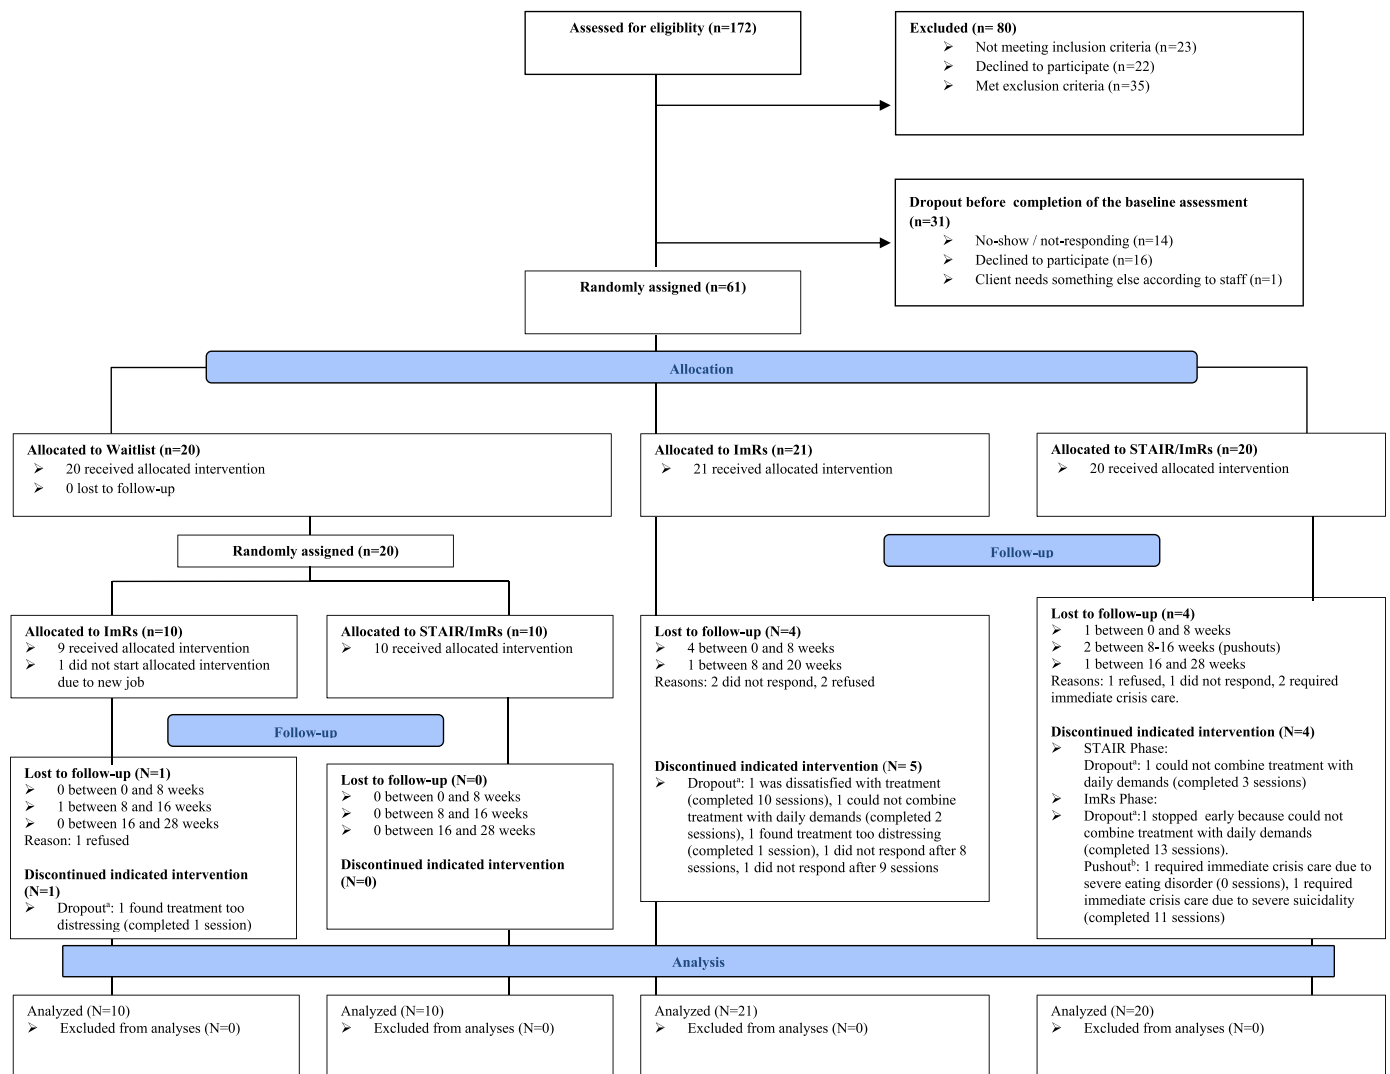 Assessed for eligiblity (n=172)
Excluded (n= 80)
➢ Not meeting inclusion criteria (n=23)
➢ Declined to participate (n=22)
➢ Met exclusion criteria (n=35)
Dropout before completion of the baseline assessment
(n=31)
➢ No-show / not-responding (n=14)
➢ Declined to participate (n=16)
➢ Client needs something else according to staff (n=1)
Randomly assigned (n=61)
Allocation
Allocated to Waitlist (n=20)
➢ 20 received allocated intervention
➢ 0 lost to follow-up
Allocated to ImRs (n=21)
➢ 21 received allocated intervention
Allocated to STAIR/ImRs (n=20)
➢ 20 received allocated intervention
Randomly assigned (n=20)
Follow-up
Allocated to ImRs (n=10)
➢ 9 received allocated intervention
➢ 1 did not start allocated intervention
due to new job
Allocated to STAIR/ImRs (n=10)
➢ 10 received allocated intervention
Lost to follow-up (N=4)
➢ 4 between 0 and 8 weeks
➢ 1 between 8 and 20 weeks
Reasons: 2 did not respond, 2 refused
Discontinued indicated intervention (N= 5)
➢ Dropoutᵃ: 1 was dissatisfied with treatment
(completed 10 sessions), 1 could not combine
treatment with daily demands (completed 2
sessions), 1 found treatment too distressing
(completed 1 session), 1 did not respond after 8
sessions, 1 did not respond after 9 sessions
Lost to follow-up (n=4)
➢ 1 between 0 and 8 weeks
➢ 2 between 8-16 weeks (pushouts)
➢ 1 between 16 and 28 weeks
Reasons: 1 refused, 1 did not respond, 2 required
immediate crisis care.
Discontinued indicated intervention (N=4)
➢ STAIR Phase:
Dropoutᵃ: 1 could not combine treatment with
daily demands (completed 3 sessions)
➢ ImRs Phase:
➢ Dropoutᵃ:1 stopped early because could not
combine treatment with daily demands
(completed 13 sessions).
Pushoutᵇ: 1 required immediate crisis care due to
severe eating disorder (0 sessions), 1 required
immediate crisis care due to severe suicidality
(completed 11 sessions)
Follow-up
Lost to follow-up (N=1)
➢ 0 between 0 and 8 weeks
➢ 1 between 8 and 16 weeks
➢ 0 between 16 and 28 weeks
Reason: 1 refused
Discontinued indicated intervention
(N=1)
➢ Dropoutᵃ: 1 found treatment too
distressing (completed 1 session)
Lost to follow-up (N=0)
➢ 0 between 0 and 8 weeks
➢ 0 between 8 and 16 weeks
➢ 0 between 16 and 28 weeks
Discontinued indicated intervention
(N=0)
Analysis
Analyzed (N=10)
➢ Excluded from analyses (N=0)
Analyzed (N=10)
➢ Excluded from analyses (N=0)
Analyzed (N=21)
➢ Excluded from analyses (N=0)
Analyzed (N=20)
➢ Excluded from analyses (N=0)